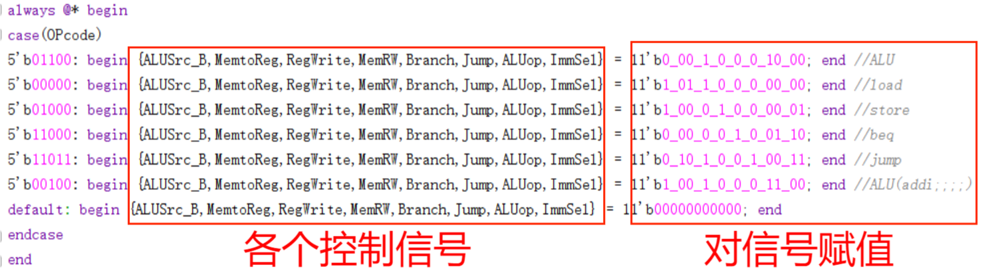 always @* begin
case(OPcode)
5'b01100: begin {ALUSrc_B,MemtoReg,RegWrite,MemRW,Branch,Jump,ALUop,ImmSel} = 11'b0_00_1_0_0_0_10_00; end //ALU
5'b00000: begin {ALUSrc_B,MemtoReg,RegWrite,MemRW,Branch,Jump,ALUop,ImmSel} = 11'b1_01_1_0_0_0_00_00; end //load
5'b01000: begin {ALUSrc_B,MemtoReg,RegWrite,MemRW,Branch,Jump,ALUop,ImmSel} = 11'b1_00_0_1_0_0_00_01; end //store
5'b11000: begin {ALUSrc_B,MemtoReg,RegWrite,MemRW,Branch,Jump,ALUop,ImmSel} = 11'b0_00_0_0_1_0_01_10; end //beq
5'b11011: begin {ALUSrc_B,MemtoReg,RegWrite,MemRW,Branch,Jump,ALUop,ImmSel} = 11'b0_10_1_0_0_1_00_11; end //jump
5'b00100: begin {ALUSrc_B,MemtoReg,RegWrite,MemRW,Branch,Jump,ALUop,ImmSel} = 11'b1_00_1_0_0_0_11_00; end //ALU(addi;;;;)
default: begin {ALUSrc_B,MemtoReg,RegWrite,MemRW,Branch,Jump,ALUop,ImmSel} = 11'b00000000000; end
endcase
end
各个控制信号
对信号赋值